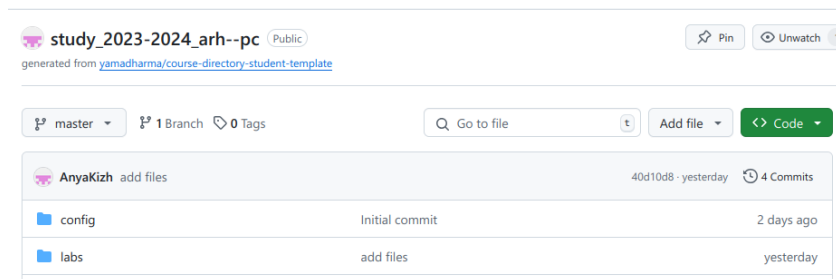 study_2023-2024_arh--pc Public Pin Unwatch
generated from yamadharma/course-directory-student-template
master 1 Branch 0 Tags Go to file t Add file Code
AnyaKizh add files 40d10d8 · yesterday 4 Commits
config Initial commit 2 days ago
labs add files yesterday